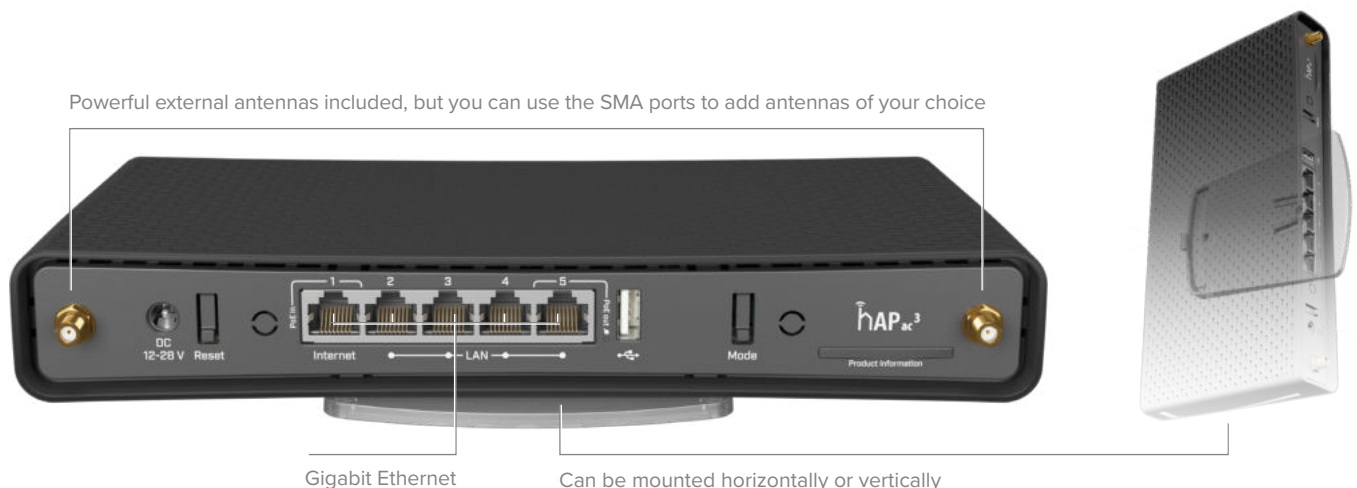 Powerful external antennas included, but you can use the SMA ports to add antennas of your choice
1 2 3 4 5
PoE in
PoE out
DC
12-28 V
Reset
Internet
LAN
Mode
hAP ac³
Product Information
hAP
Gigabit Ethernet
Can be mounted horizontally or vertically